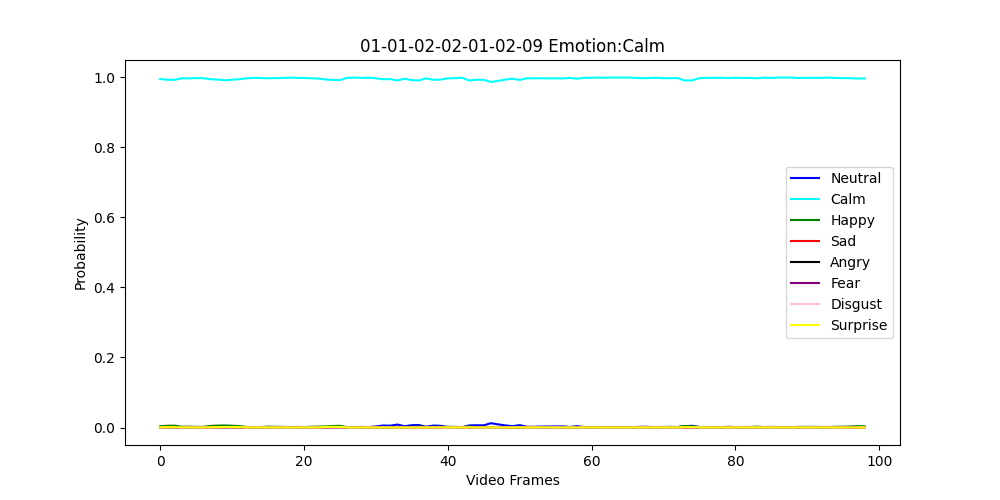 01-01-02-02-01-02-09 Emotion:Calm
1.0
0.8
0.6
0.4
0.2
0.0
Probability
Neutral
Calm
Happy
Sad
Angry
Fear
Disgust
Surprise
0 20 40 60 80 100
Video Frames